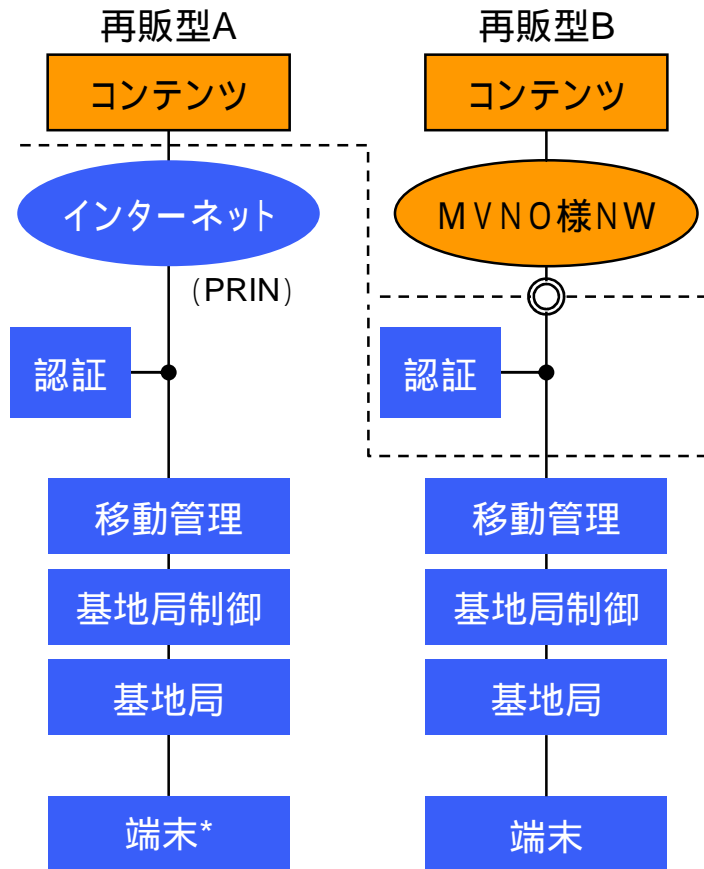 再販型A
コンテンツ
インターネット
(PRIN)
認証
移動管理
基地局制御
基地局
端末*
再販型B
コンテンツ
MVNO様NW
認証
移動管理
基地局制御
基地局
端末